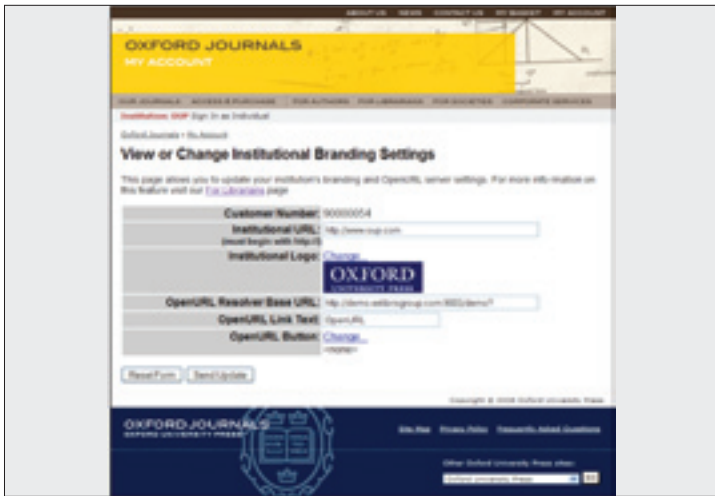 ABOUT US NEWS CONTACT US MY BASKET MY ACCOUNT
OXFORD JOURNALS
MY ACCOUNT
OUR JOURNALS ACCESS & PURCHASE FOR AUTHORS FOR LIBRARIANS FOR SOCIETIES CORPORATE SERVICES
Institution: OUP Sign In as Individual
Oxford Journals > My Account
View or Change Institutional Branding Settings
This page allows you to update your institution's branding and OpenURL server settings. For more information on
this feature visit our For Librarians page
Customer Number: 90000054
Institutional URL: http://www.oup.com
(must begin with http://)
Institutional Logo: Change...
OXFORD
UNIVERSITY PRESS
OpenURL Resolver Base URL:
OpenURL Link Text: OpenURL
OpenURL Button: Change...
<none>
Reset Form Send Update
Copyright © 2008 Oxford University Press
OXFORD JOURNALS
OXFORD UNIVERSITY PRESS
Site Map Privacy Policy Frequently Asked Questions
Other Oxford University Press sites:
Oxford University Press